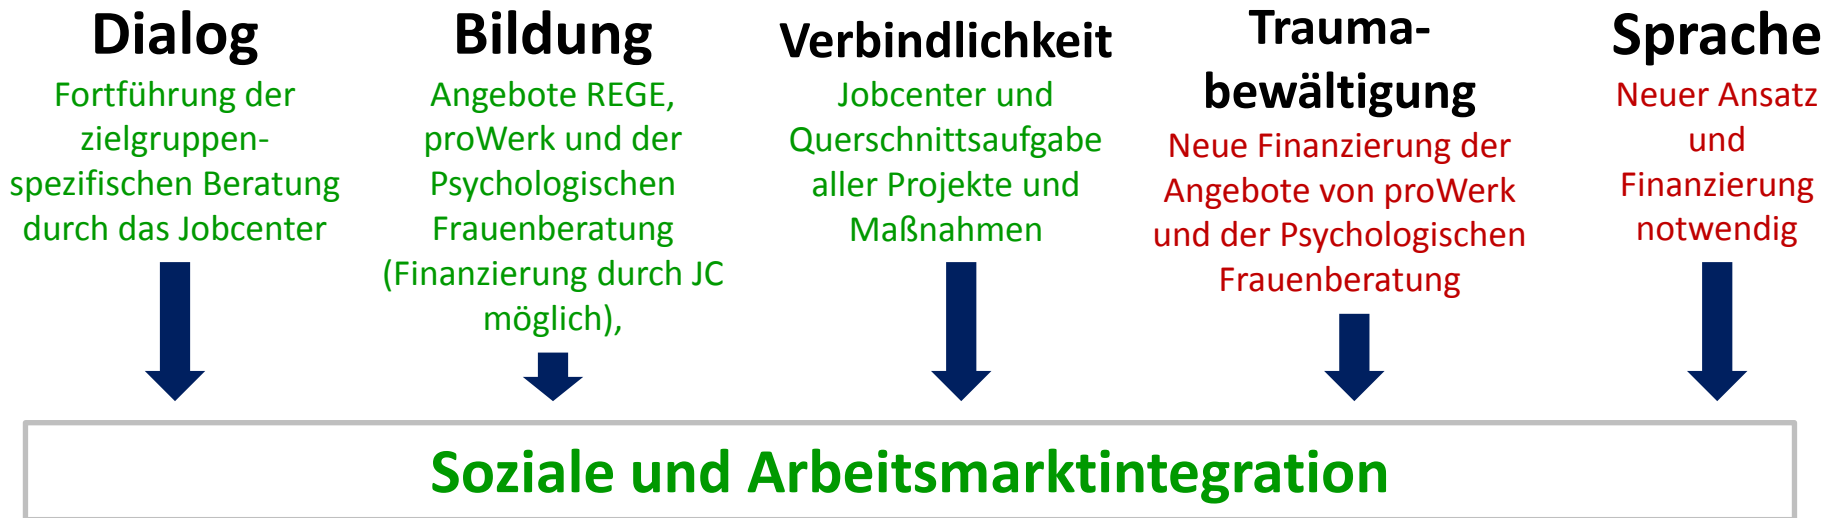 Dialog
Fortführung der
zielgruppen-
spezifischen Beratung
durch das Jobcenter
Bildung
Angebote REGE,
proWerk und der
Psychologischen
Frauenberatung
(Finanzierung durch JC
möglich),
Verbindlichkeit
Jobcenter und
Querschnittsaufgabe
aller Projekte und
Maßnahmen
Trauma-
bewältigung
Neue Finanzierung der
Angebote von proWerk
und der Psychologischen
Frauenberatung
Sprache
Neuer Ansatz
und
Finanzierung
notwendig
Soziale und Arbeitsmarktintegration